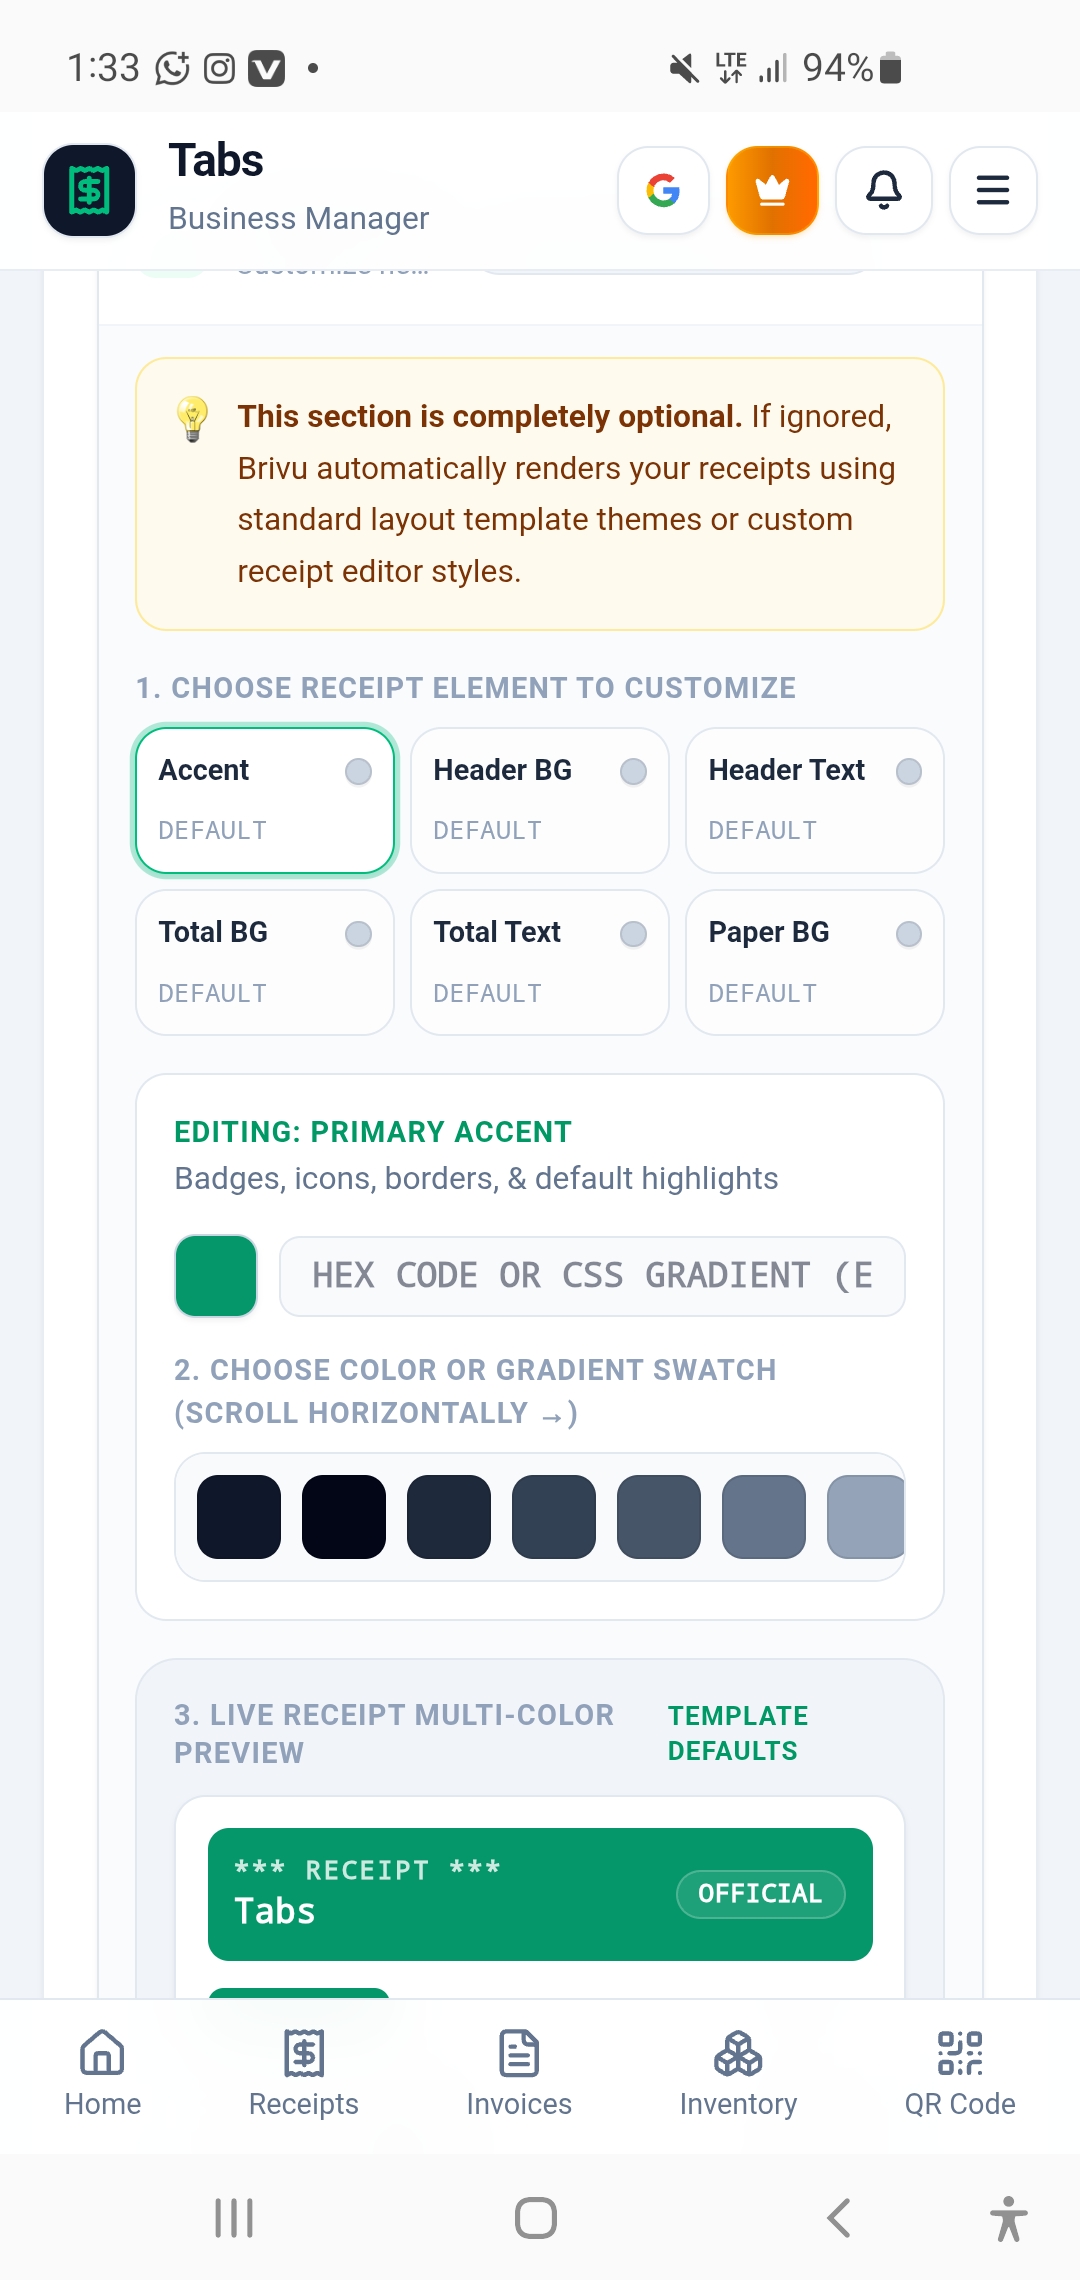 1:33
LTE
94%
Tabs
Business Manager
This section is completely optional. If ignored,
Brivu automatically renders your receipts using
standard layout template themes or custom
receipt editor styles.
1. CHOOSE RECEIPT ELEMENT TO CUSTOMIZE
Accent
DEFAULT
Header BG
DEFAULT
Header Text
DEFAULT
Total BG
DEFAULT
Total Text
DEFAULT
Paper BG
DEFAULT
EDITING: PRIMARY ACCENT
Badges, icons, borders, & default highlights
HEX CODE OR CSS GRADIENT (E
2. CHOOSE COLOR OR GRADIENT SWATCH
(SCROLL HORIZONTALLY →)
3. LIVE RECEIPT MULTI-COLOR
PREVIEW
TEMPLATE
DEFAULTS
*** RECEIPT ***
Tabs
OFFICIAL
Home
Receipts
Invoices
Inventory
QR Code